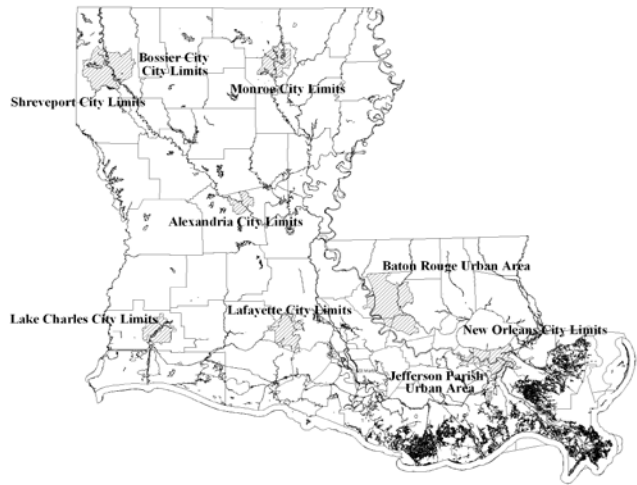 Bossier City
City Limits
Monroe City Limits
Shreveport City Limits
Alexandria City Limits
Baton Rouge Urban Area
Lafayette City Limits
Lake Charles City Limits
New Orleans City Limits
Jefferson Parish
Urban Area